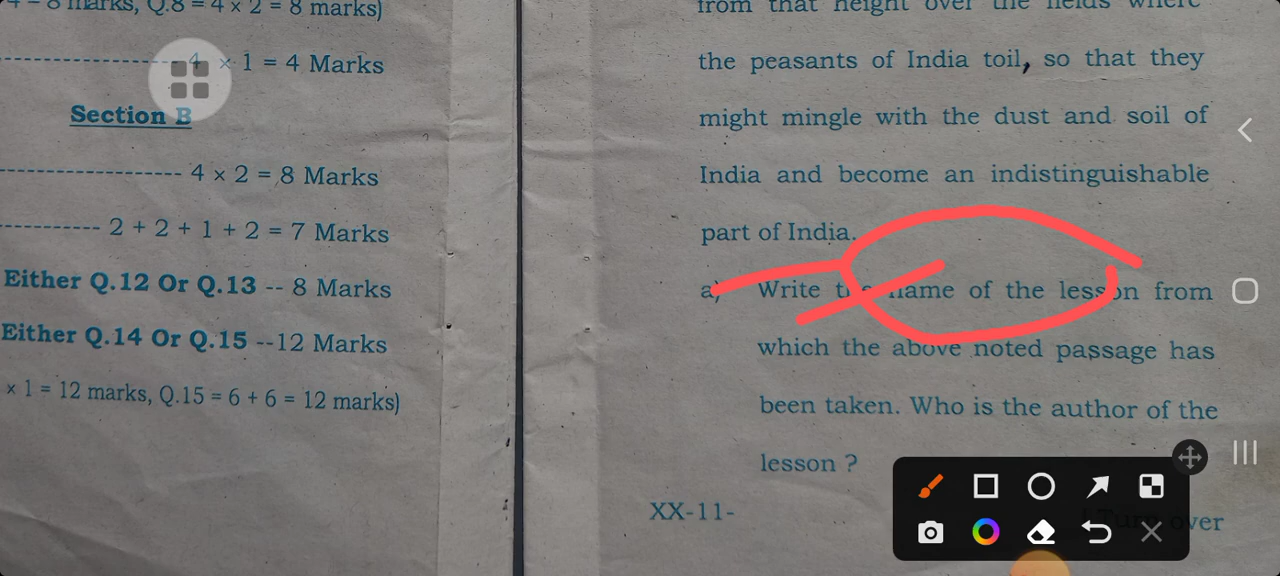 Q.8 = 4 × 2 = 8 marks)
4 × 1 = 4 Marks
Section B
4 × 2 = 8 Marks
2 + 2 + 1 + 2 = 7 Marks
Either Q.12 Or Q.13 -- 8 Marks
Either Q.14 Or Q.15 --12 Marks
× 1 = 12 marks, Q.15 = 6 + 6 = 12 marks)
from that height over the fields where
the peasants of India toil, so that they
might mingle with the dust and soil of
India and become an indistinguishable
part of India.
a) Write the name of the lesson from
which the above noted passage has
been taken. Who is the author of the
lesson ?
XX-11-
Turn over